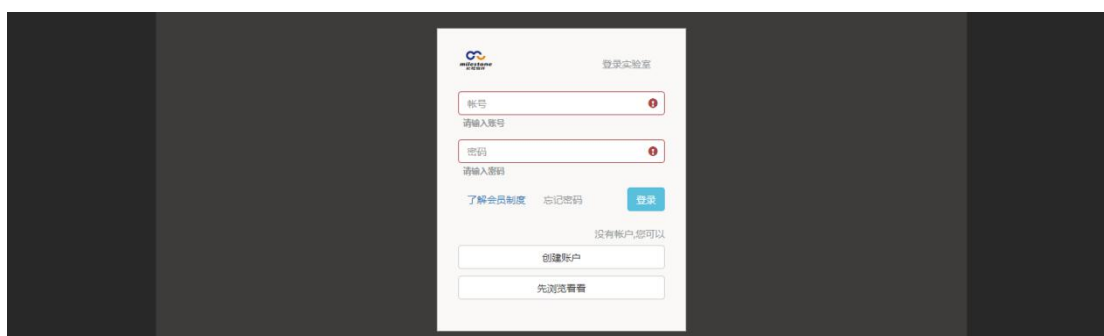 milestone
登录实验室
帐号
请输入账号
密码
请输入密码
了解会员制度 忘记密码 登录
没有帐户,您可以
创建账户
先浏览看看